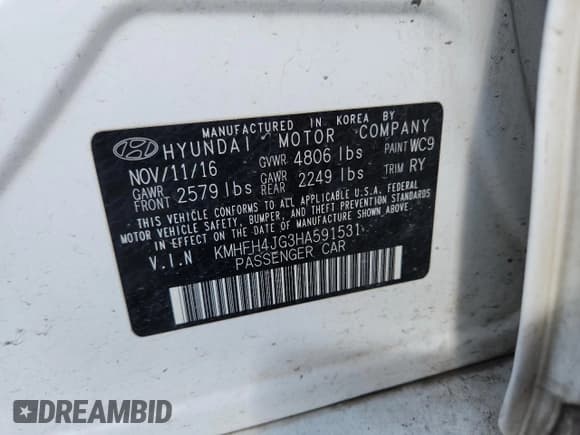 MANUFACTURED IN KOREA BY
HYUNDAI MOTOR COMPANY
NOV/11/16 GVWR 4806 lbs PAINT WC9
GAWR FRONT 2579 lbs GAWR REAR 2249 lbs TRIM RY
THIS VEHICLE CONFORMS TO ALL APPLICABLE U.S.A. FEDERAL
MOTOR VEHICLE SAFETY, BUMPER, AND THEFT PREVENTION STANDARDS
IN EFFECT ON THE DATE OF MANUFACTURE SHOWN ABOVE.
V.I.N KMHFH4JG3HA591531
PASSENGER CAR
DREAMBID